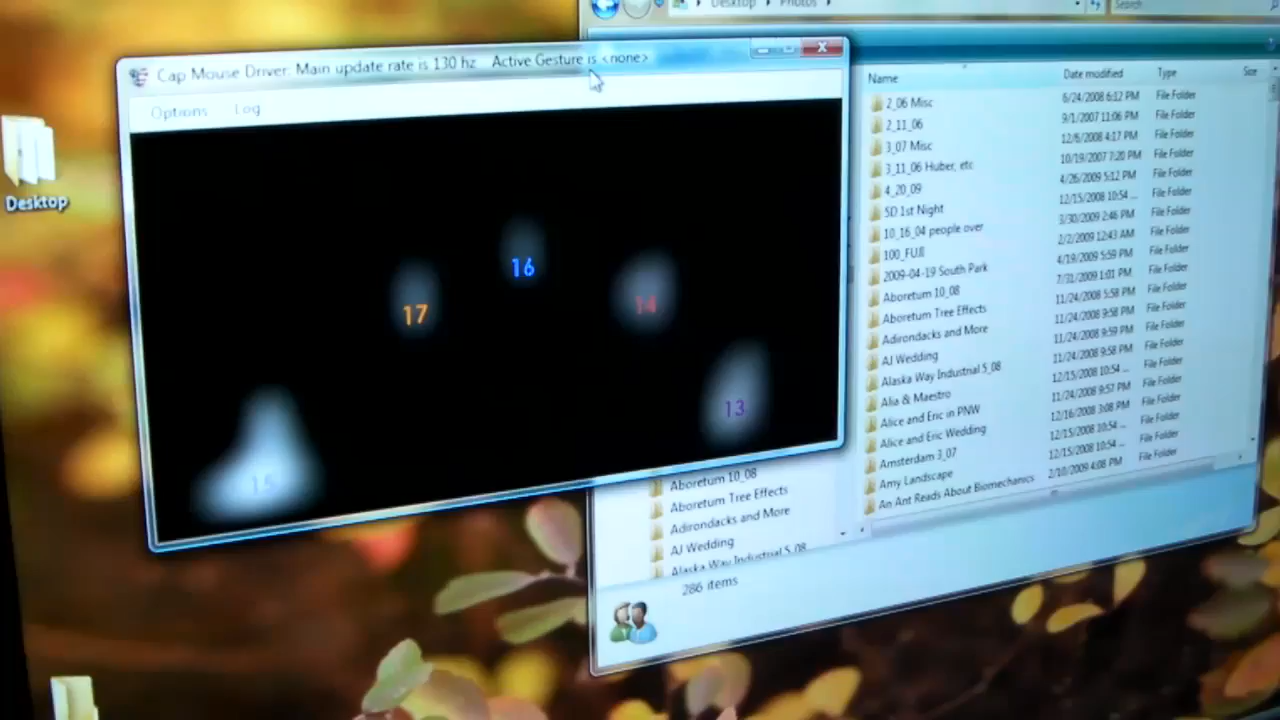 Desktop
Photos
Search
Cap Mouse Driver: Main update rate is 130 hz Active Gesture is <none>
Options Log
17
16
14
13
15
Desktop
Name Date modified Type Size
2_06 Misc 6/24/2008 6:12 PM File Folder
2_11_06 9/1/2007 11:06 PM File Folder
3_07 Misc 12/6/2008 4:17 PM File Folder
3_11_06 Huber, etc 10/19/2007 7:20 PM File Folder
4_20_09 4/26/2009 5:12 PM File Folder
5D 1st Night 12/15/2008 10:54 ... File Folder
10_16_04 people over 3/30/2009 2:46 PM File Folder
100_FUJI 2/2/2009 12:43 AM File Folder
2009-04-19 South Park 4/19/2009 5:59 PM File Folder
Aboretum 10_08 7/31/2009 1:01 PM File Folder
Aboretum Tree Effects 11/24/2008 5:58 PM File Folder
Adirondacks and More 11/24/2008 9:58 PM File Folder
AJ Wedding 11/24/2008 9:59 PM File Folder
Alaska Way Industrial 5_08 11/24/2008 9:58 PM File Folder
Alia & Maestro 12/15/2008 10:54 ... File Folder
Alice and Eric in PNW 11/24/2008 9:57 PM File Folder
Alice and Eric Wedding 12/16/2008 3:08 PM File Folder
Amsterdam 3_07 12/15/2008 10:54 ... File Folder
Amy Landscape 12/15/2008 10:54 ... File Folder
An Ant Reads About Biomechanics 2/10/2009 4:08 PM File Folder
Aboretum 10_08
Aboretum Tree Effects
Adirondacks and More
AJ Wedding
Alaska Way Industrial 5_08
286 items